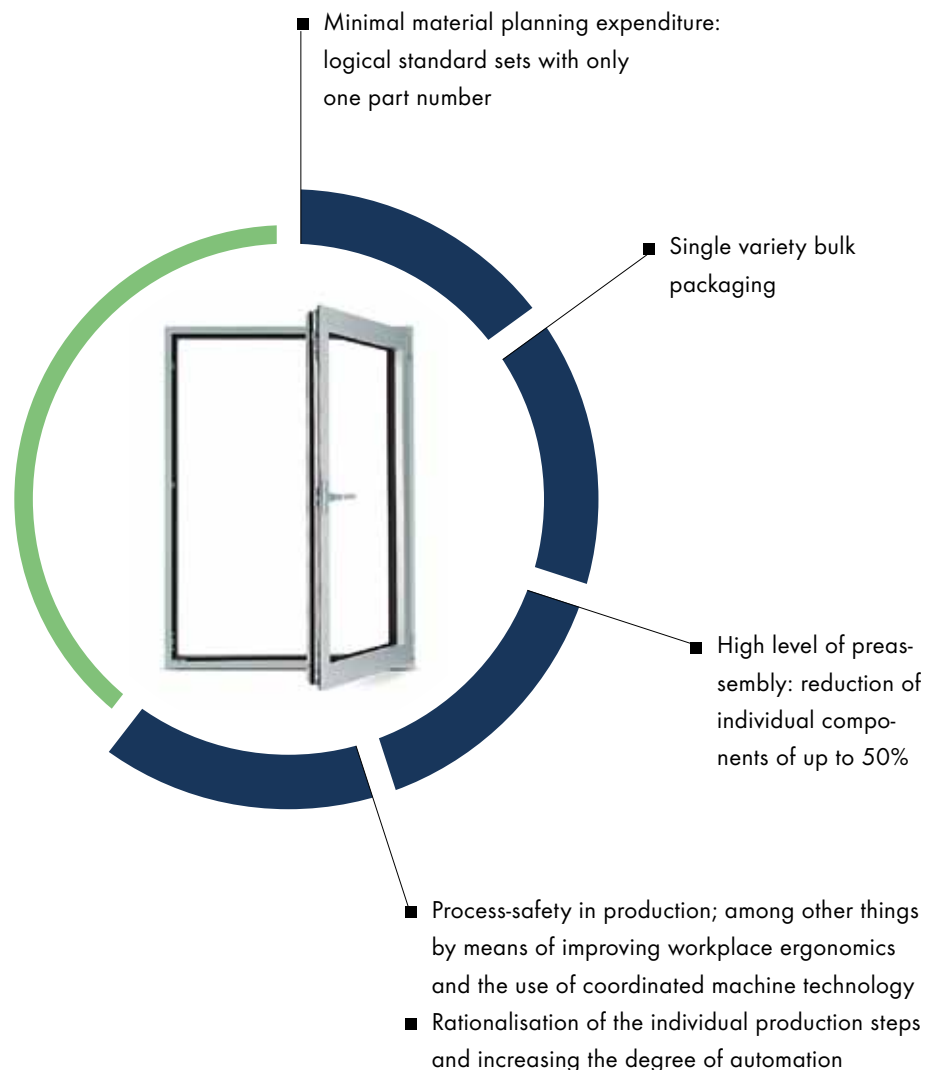 ■ Minimal material planning expenditure:
logical standard sets with only
one part number
■ Single variety bulk
packaging
■ High level of preas-
sembly: reduction of
individual compo-
nents of up to 50%
■ Process-safety in production; among other things
by means of improving workplace ergonomics
and the use of coordinated machine technology
■ Rationalisation of the individual production steps
and increasing the degree of automation